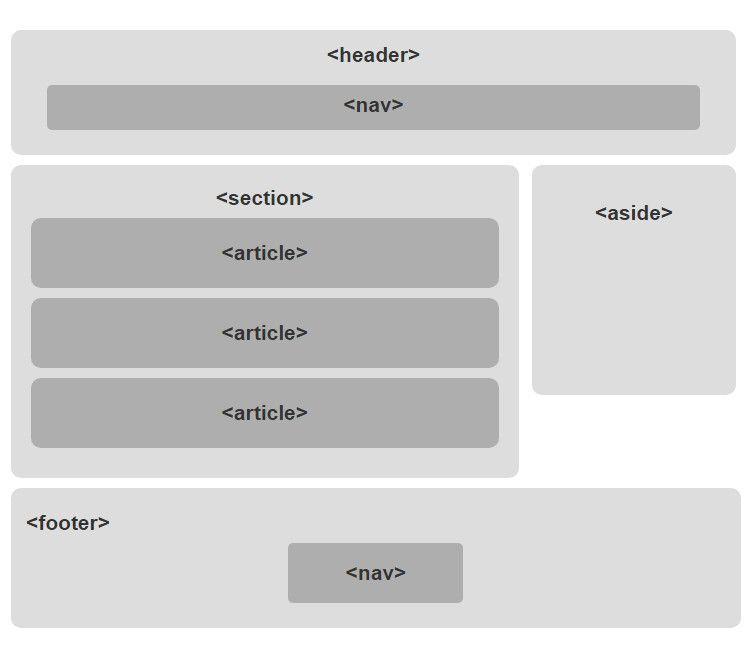 <header>
<nav>
<section>
<aside>
<article>
<article>
<article>
<footer>
<nav>